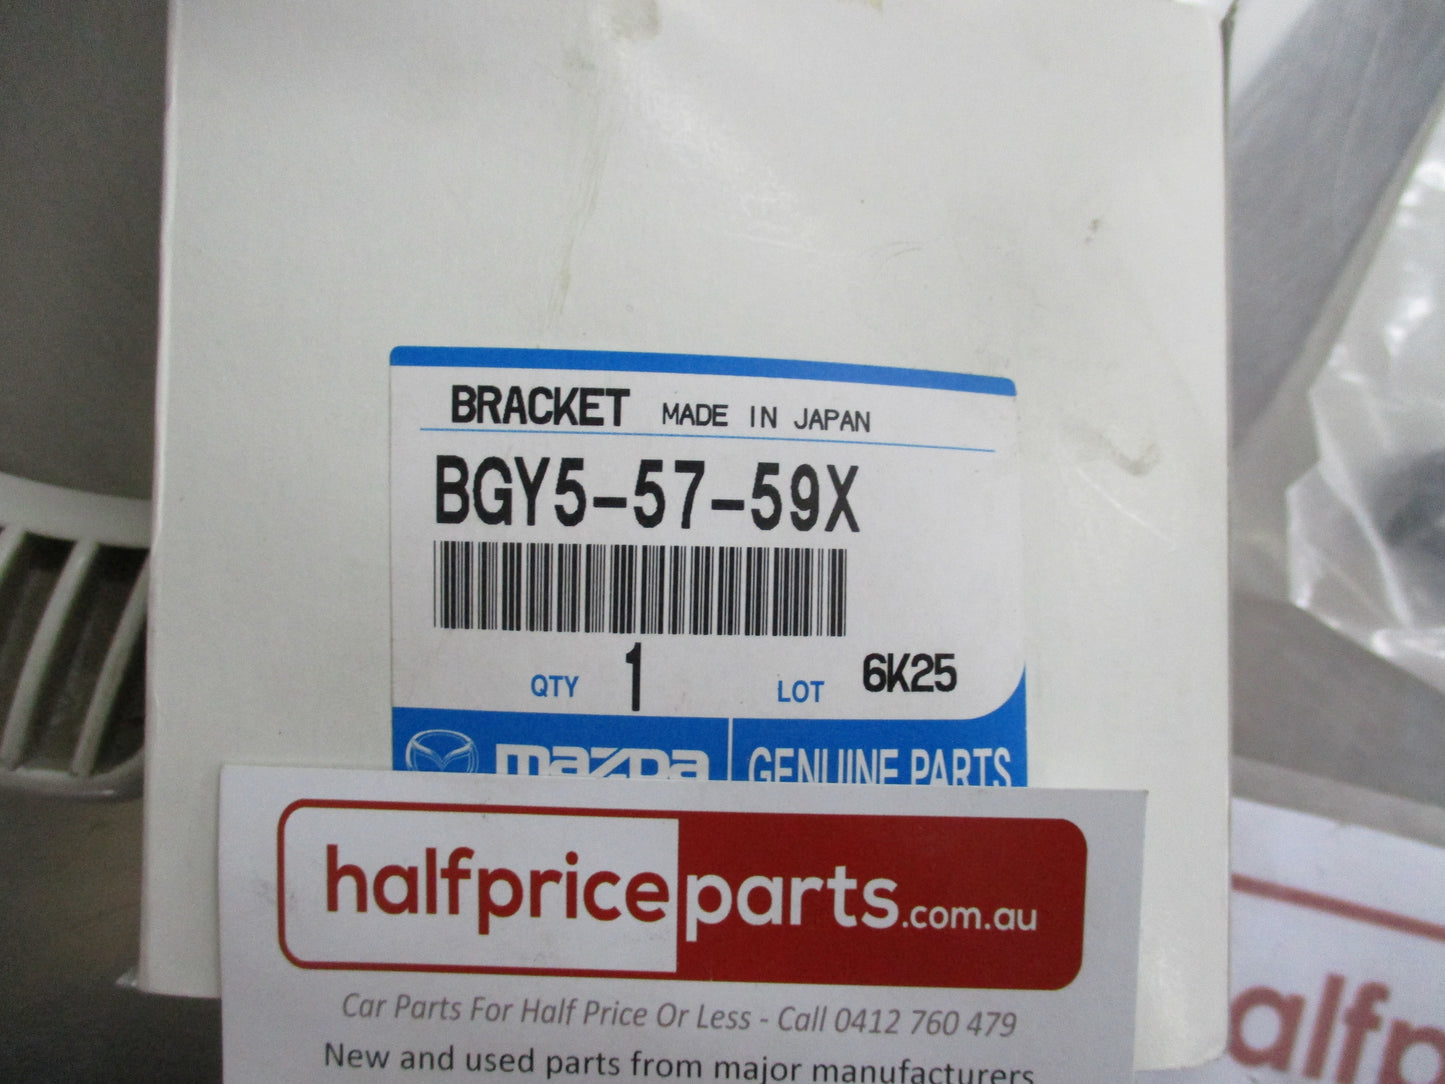 BRACKET MADE IN JAPAN
BGY5-57-59X
QTY 1 LOT 6K25
mazda GENUINE PARTS
halfpriceparts.com.au
Car Parts For Half Price Or Less - Call 0412 760 479
New and used parts from major manufacturers
alfp